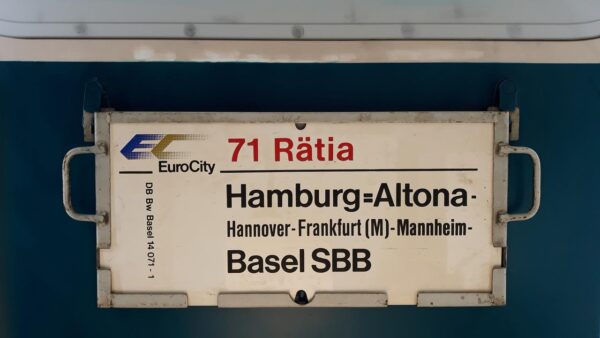 EC
EuroCity
71 Rätia
Hamburg=Altona-
Hannover-Frankfurt (M)-Mannheim-
Basel SBB
DB Bw Basel 14 071 - 1